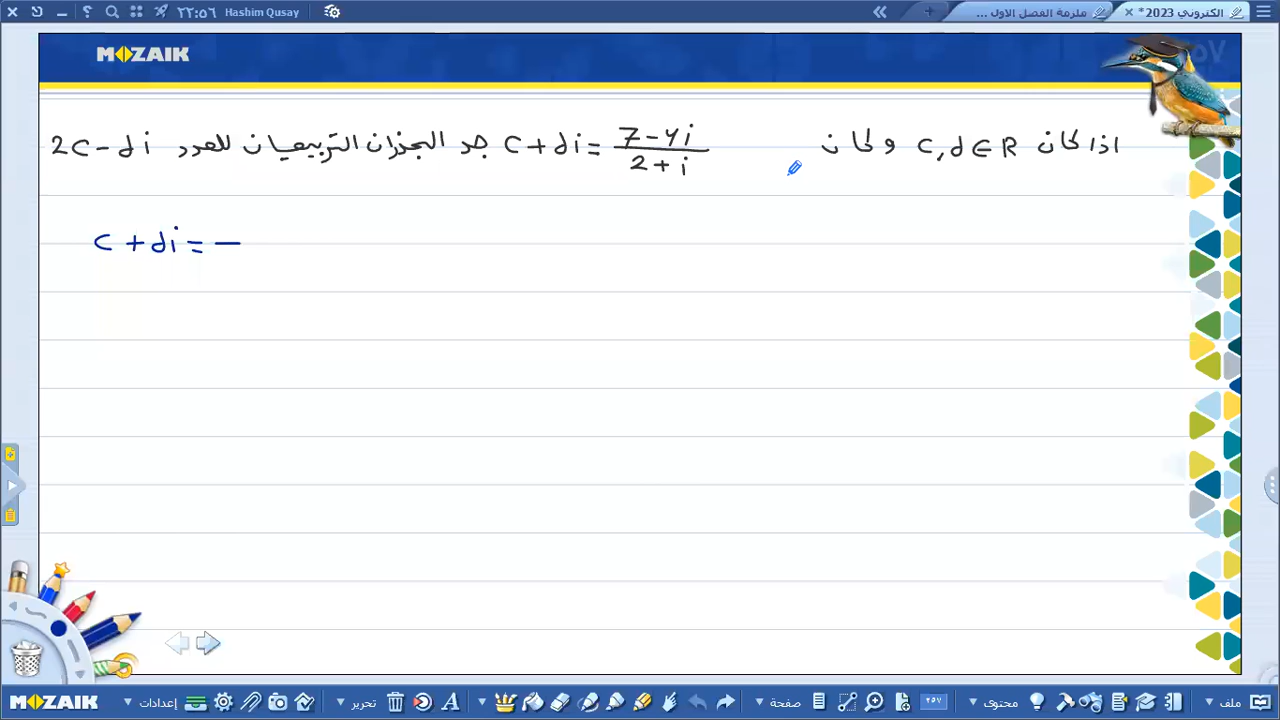 Hashim Qusay ٢٢:٥٦
ملزمة الفصل الاول ...
الكتروني 2023*
MOZAIK
اذا كان C,d∈R وكان C+di=(7-4i)/(2+i) جد الجذران التربيعيان للعدد 2C-di
C+di=—
MOZAIK
إعدادات
تحرير
صفحة
٢٥٧
محتوى
ملف